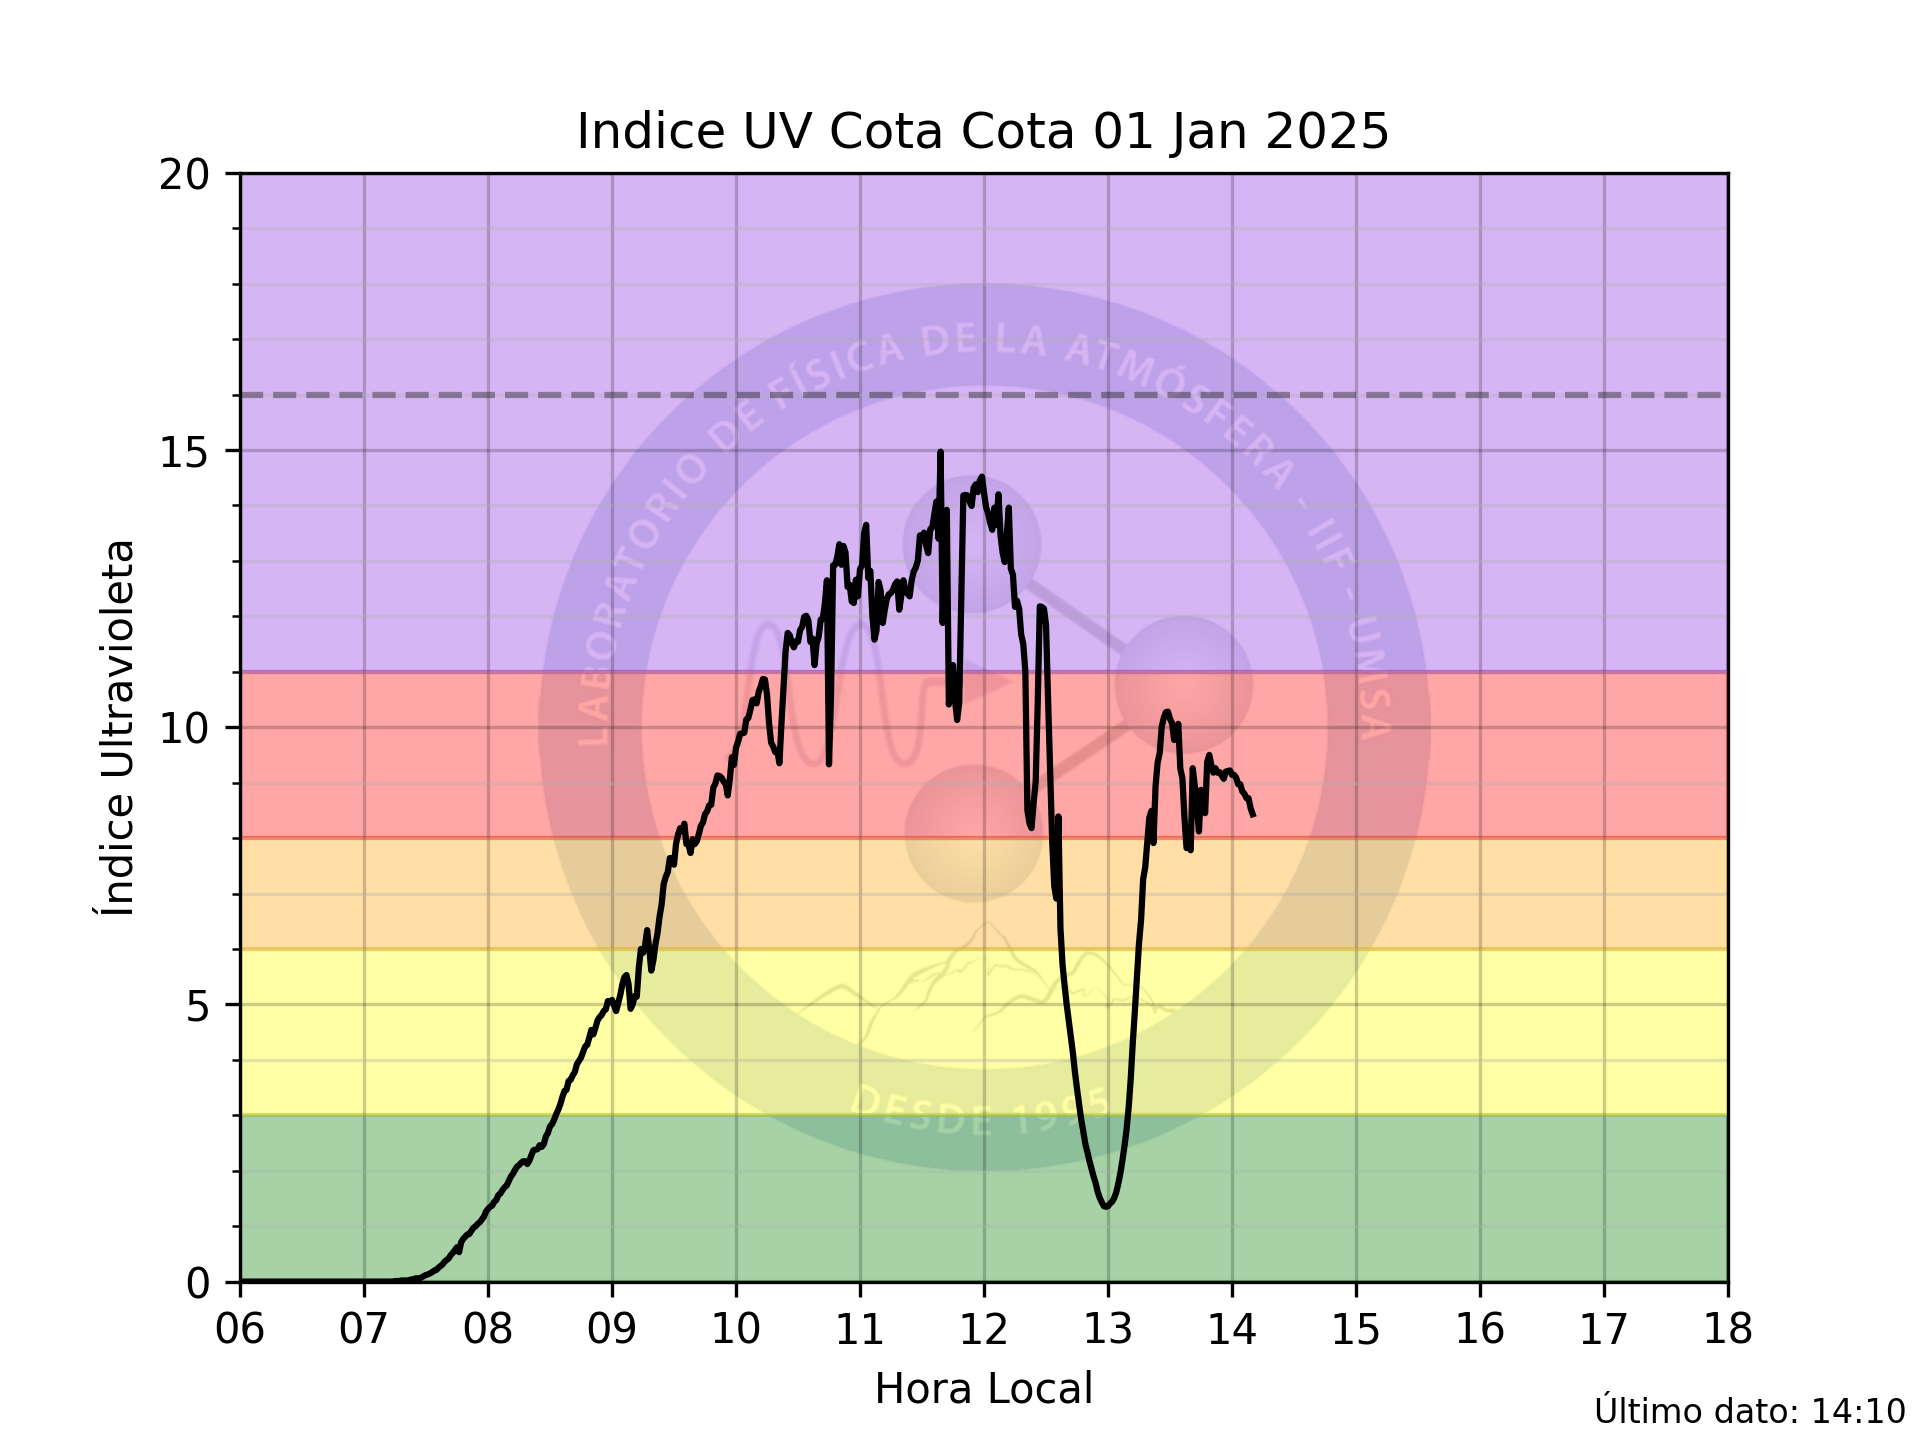 Indice UV Cota Cota 01 Jan 2025
20
15
10
5
0
Índice Ultravioleta
LABORATORIO DE FÍSICA DE LA ATMÓSFERA - IIF - UMSA
DESDE 1995
06 07 08 09 10 11 12 13 14 15 16 17 18
Hora Local
Último dato: 14:10